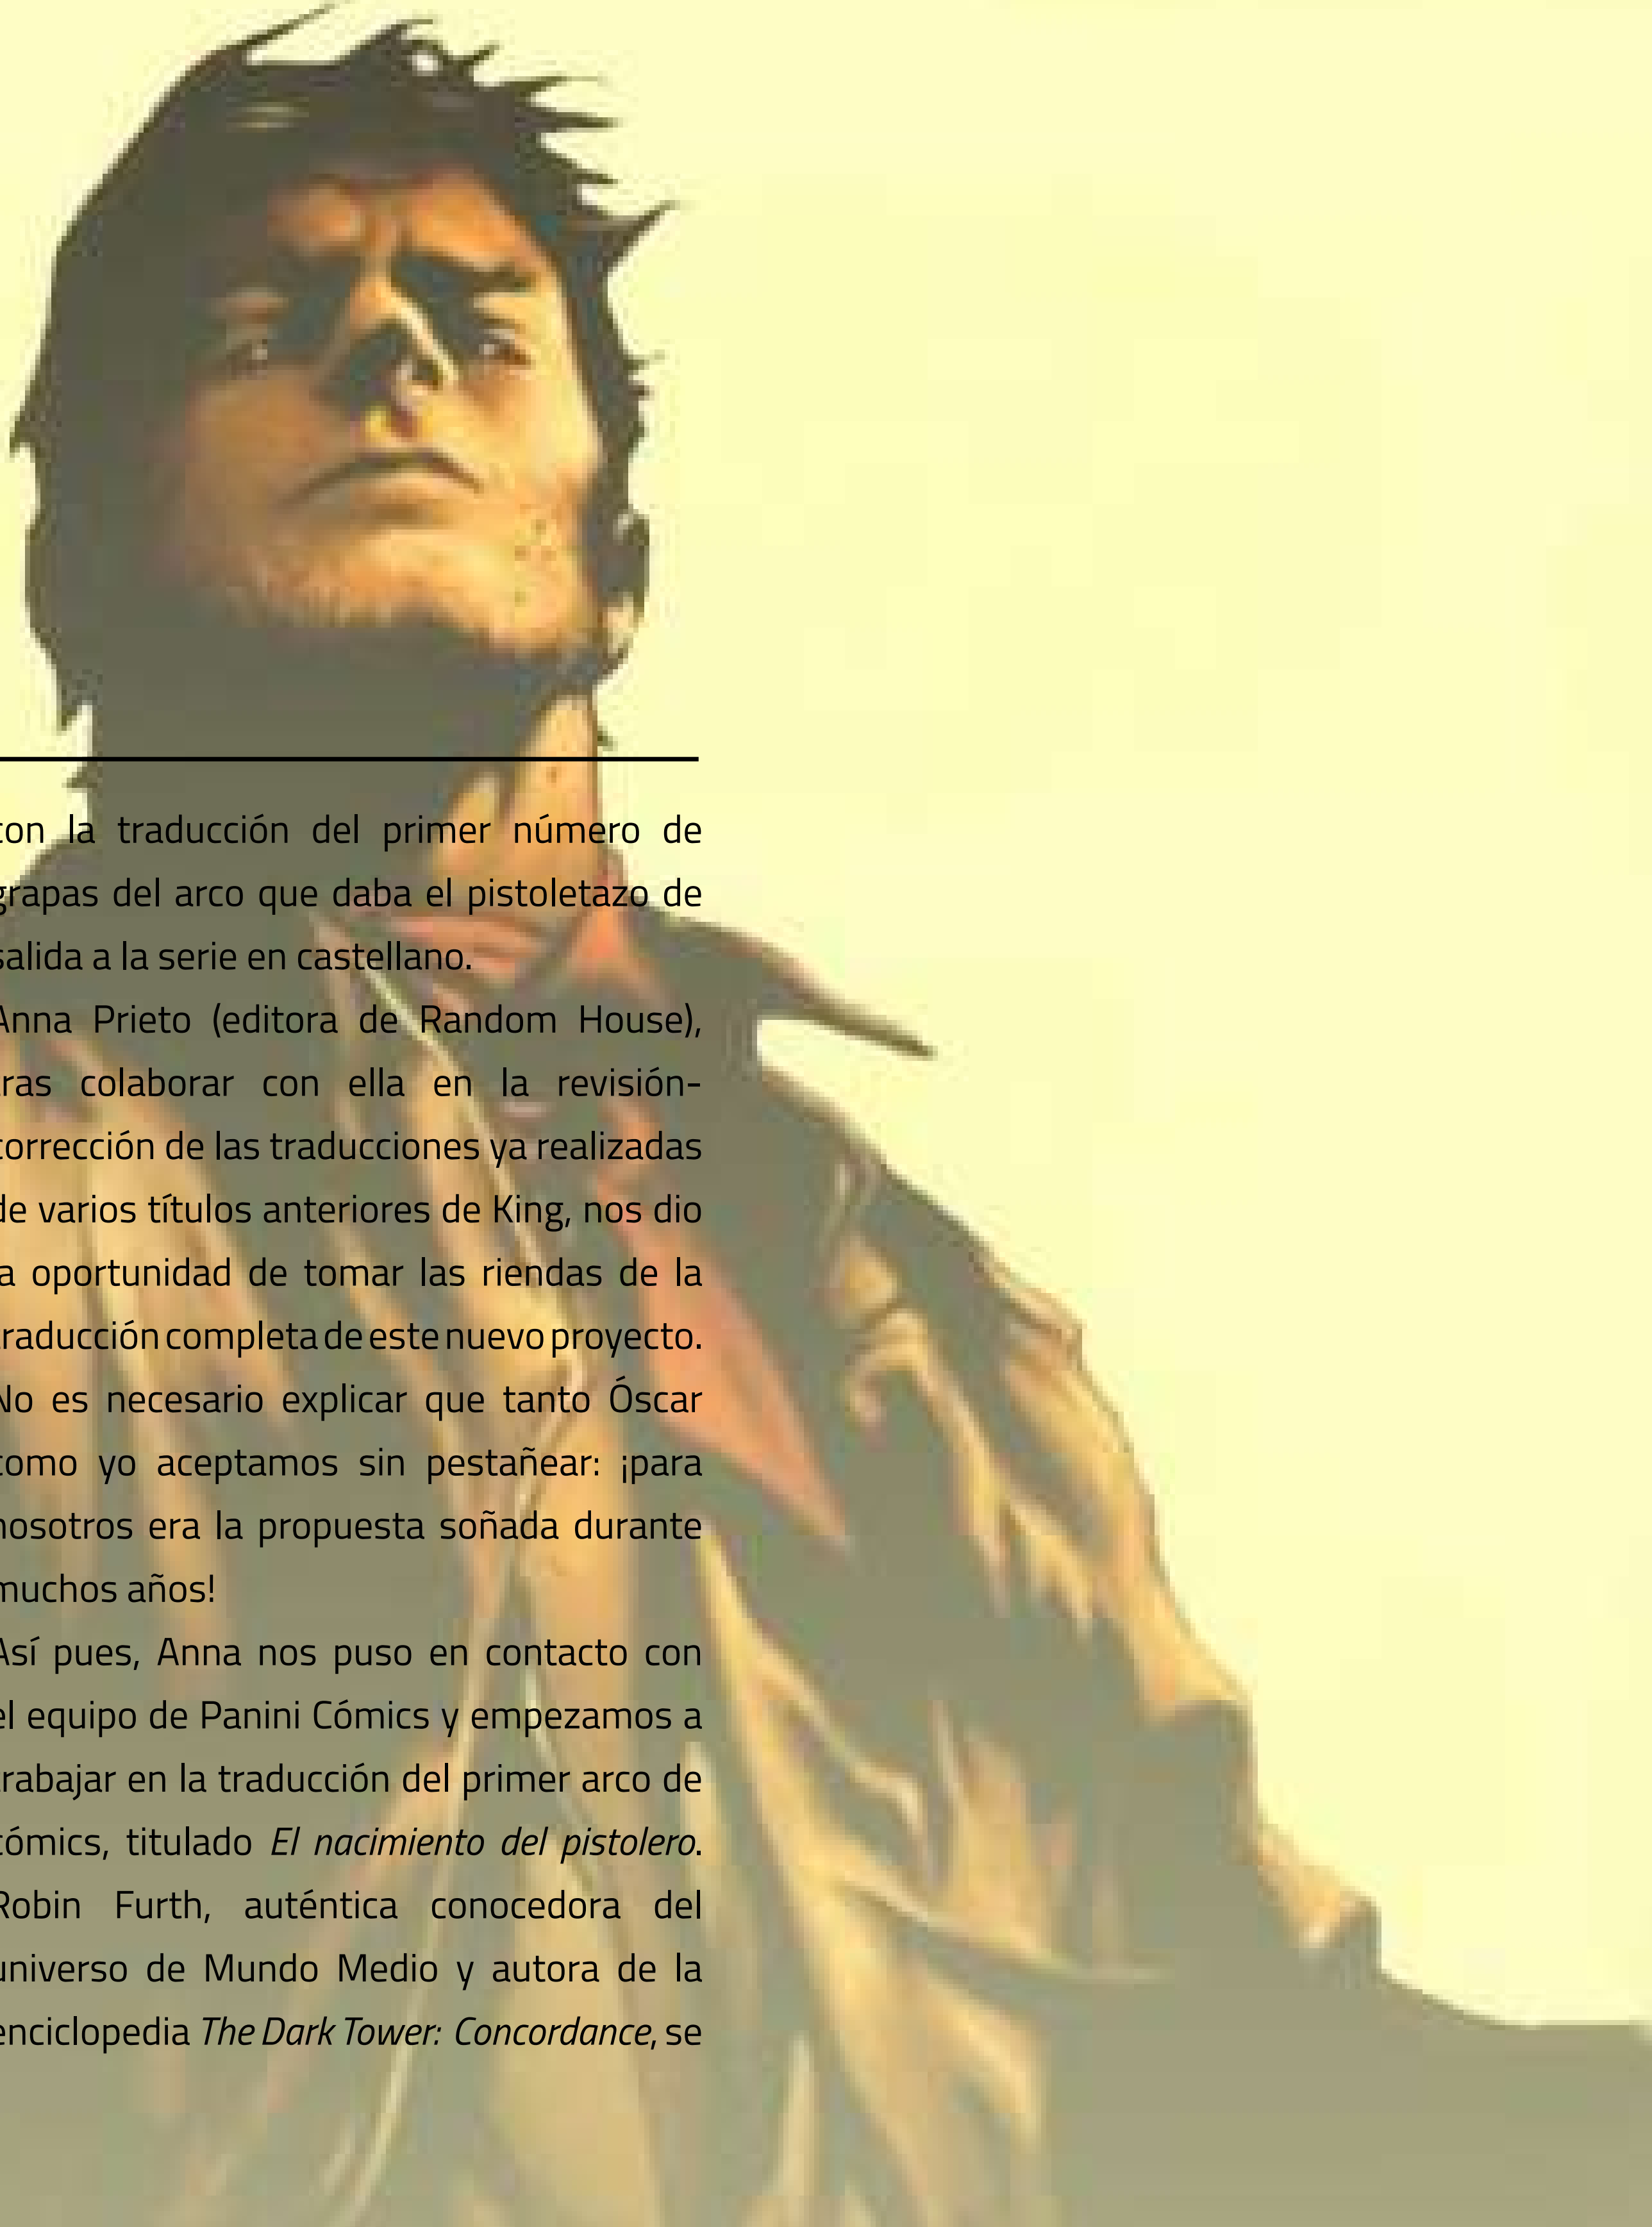 con la traducción del primer número de
grapas del arco que daba el pistoletazo de
salida a la serie en castellano.
Anna Prieto (editora de Random House),
tras colaborar con ella en la revisión-
corrección de las traducciones ya realizadas
de varios títulos anteriores de King, nos dio
la oportunidad de tomar las riendas de la
traducción completa de este nuevo proyecto.
No es necesario explicar que tanto Óscar
como yo aceptamos sin pestañear: ¡para
nosotros era la propuesta soñada durante
muchos años!
Así pues, Anna nos puso en contacto con
el equipo de Panini Cómics y empezamos a
trabajar en la traducción del primer arco de
cómics, titulado El nacimiento del pistolero.
Robin Furth, auténtica conocedora del
universo de Mundo Medio y autora de la
enciclopedia The Dark Tower: Concordance, se